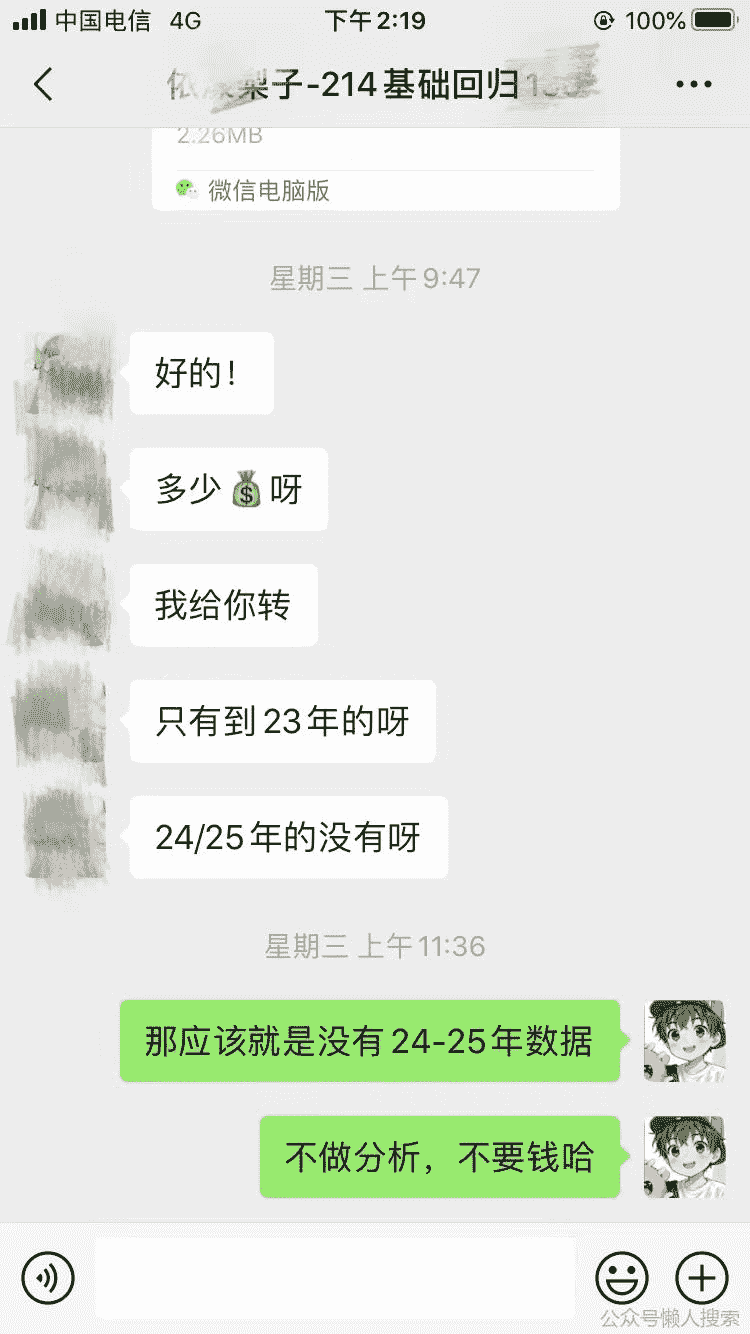 中国电信 4G 下午2:19 100%
梨子-214基础回归
2.26MB
微信电脑版
星期三 上午9:47
好的！
多少💰呀
我给你转
只有到23年的呀
24/25年的没有呀
星期三 上午11:36
那应该就是没有24-25年数据
不做分析，不要钱哈
公众号懒人搜索